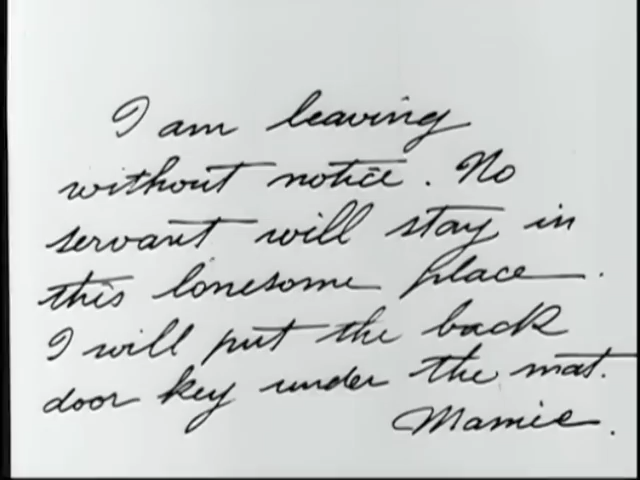 I am leaving
without notice. No
servant will stay in
this lonesome place.
I will put the back
door key under the mat.
Mamie.